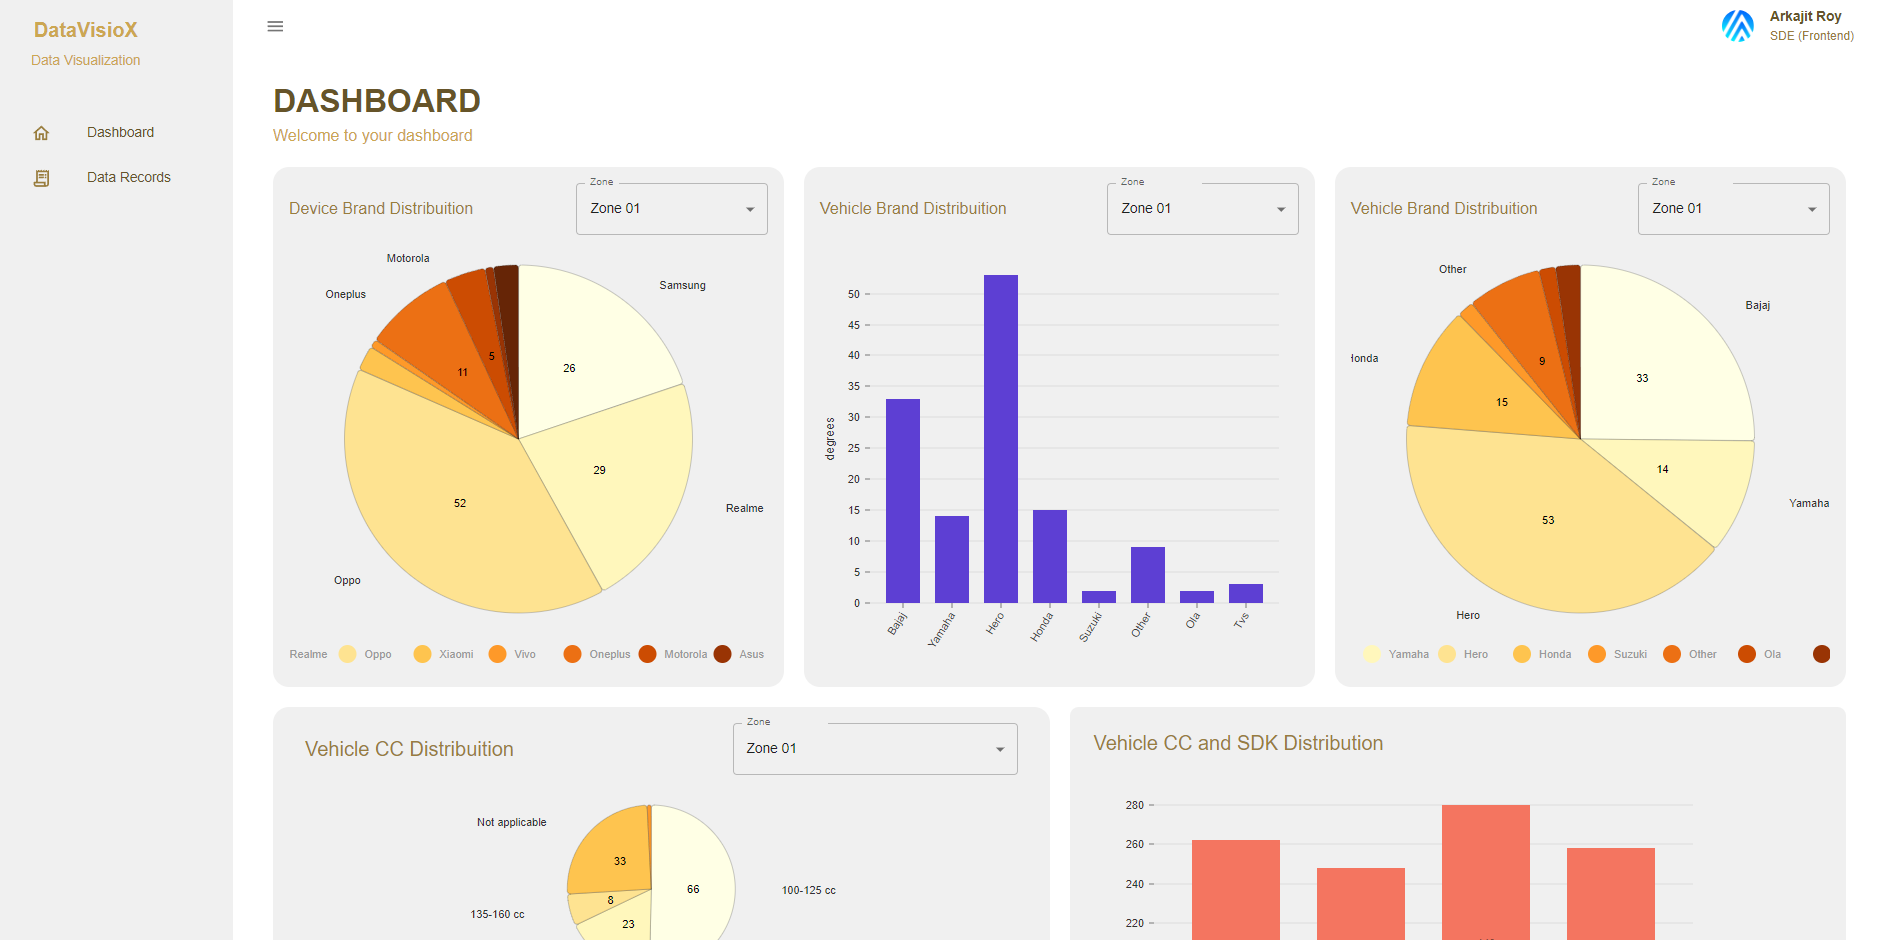 DataVisioX
Data Visualization
Dashboard
Data Records
Arkajit Roy
SDE (Frontend)
DASHBOARD
Welcome to your dashboard
Device Brand Distribuition
Zone
Zone 01
Motorola
Oneplus
Samsung
Realme
Oppo
5
11
26
29
52
Realme Oppo Xiaomi Vivo Oneplus Motorola Asus
Vehicle Brand Distribuition
Zone
Zone 01
degrees
50
45
40
35
30
25
20
15
10
5
0
Bajaj Yamaha Hero Honda Suzuki Other Ola Tvs
Vehicle Brand Distribuition
Zone
Zone 01
Other
Bajaj
Honda
Yamaha
Hero
9
33
15
14
53
Yamaha Hero Honda Suzuki Other Ola
Vehicle CC Distribuition
Zone
Zone 01
Not applicable
100-125 cc
135-160 cc
33
66
8
23
Vehicle CC and SDK Distribution
280
260
240
220